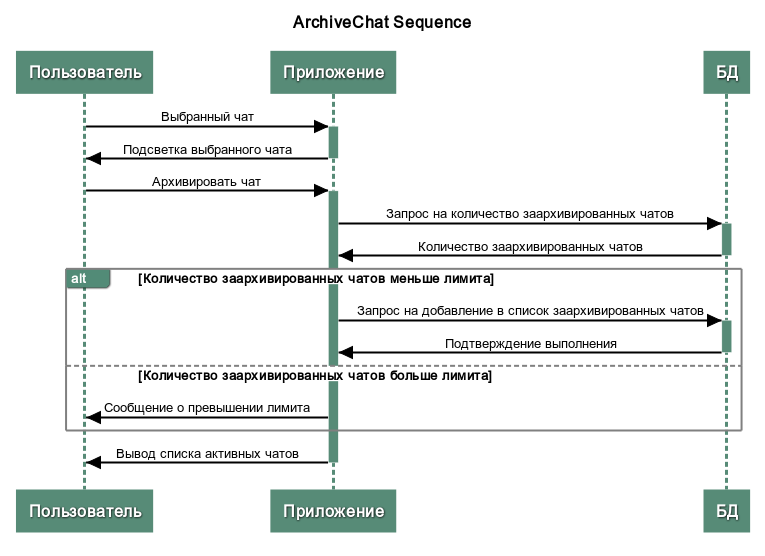 ArchiveChat Sequence
Пользователь
Приложение
БД
Выбранный чат
Подсветка выбранного чата
Архивировать чат
Запрос на количество заархивированных чатов
Количество заархивированных чатов
alt
[Количество заархивированных чатов меньше лимита]
Запрос на добавление в список заархивированных чатов
Подтверждение выполнения
[Количество заархивированных чатов больше лимита]
Сообщение о превышении лимита
Вывод списка активных чатов
Пользователь
Приложение
БД